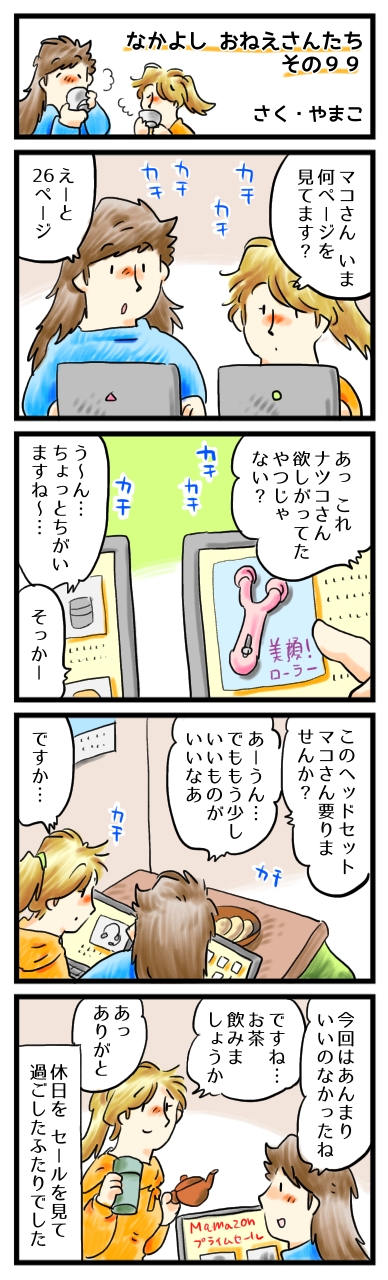 なかよし おねえさんたち
その９９
さく・やまこ
マコさん いま
何ページを
見てます？
えーと
26ページ
カチ
カチ
カチ
カチ
あっ これ
ナツコさん
欲しがってた
やつじゃ
ない？
う〜ん…
ちょっとちがい
ますね〜…
そっかー
カチ
カチ
カチ
美顔！
ローラー
このヘッドセット
マコさん要りま
せんか？
あーうん…
でももう少し
いいものが
いいなあ
ですか…
カチ
カチ
今回はあんまり
いいのなかったね
ですね…
お茶
飲みま
しょうか
あっ
ありがと
Mamazon
プライムセール
休日を セールを見て
過ごしたふたりでした